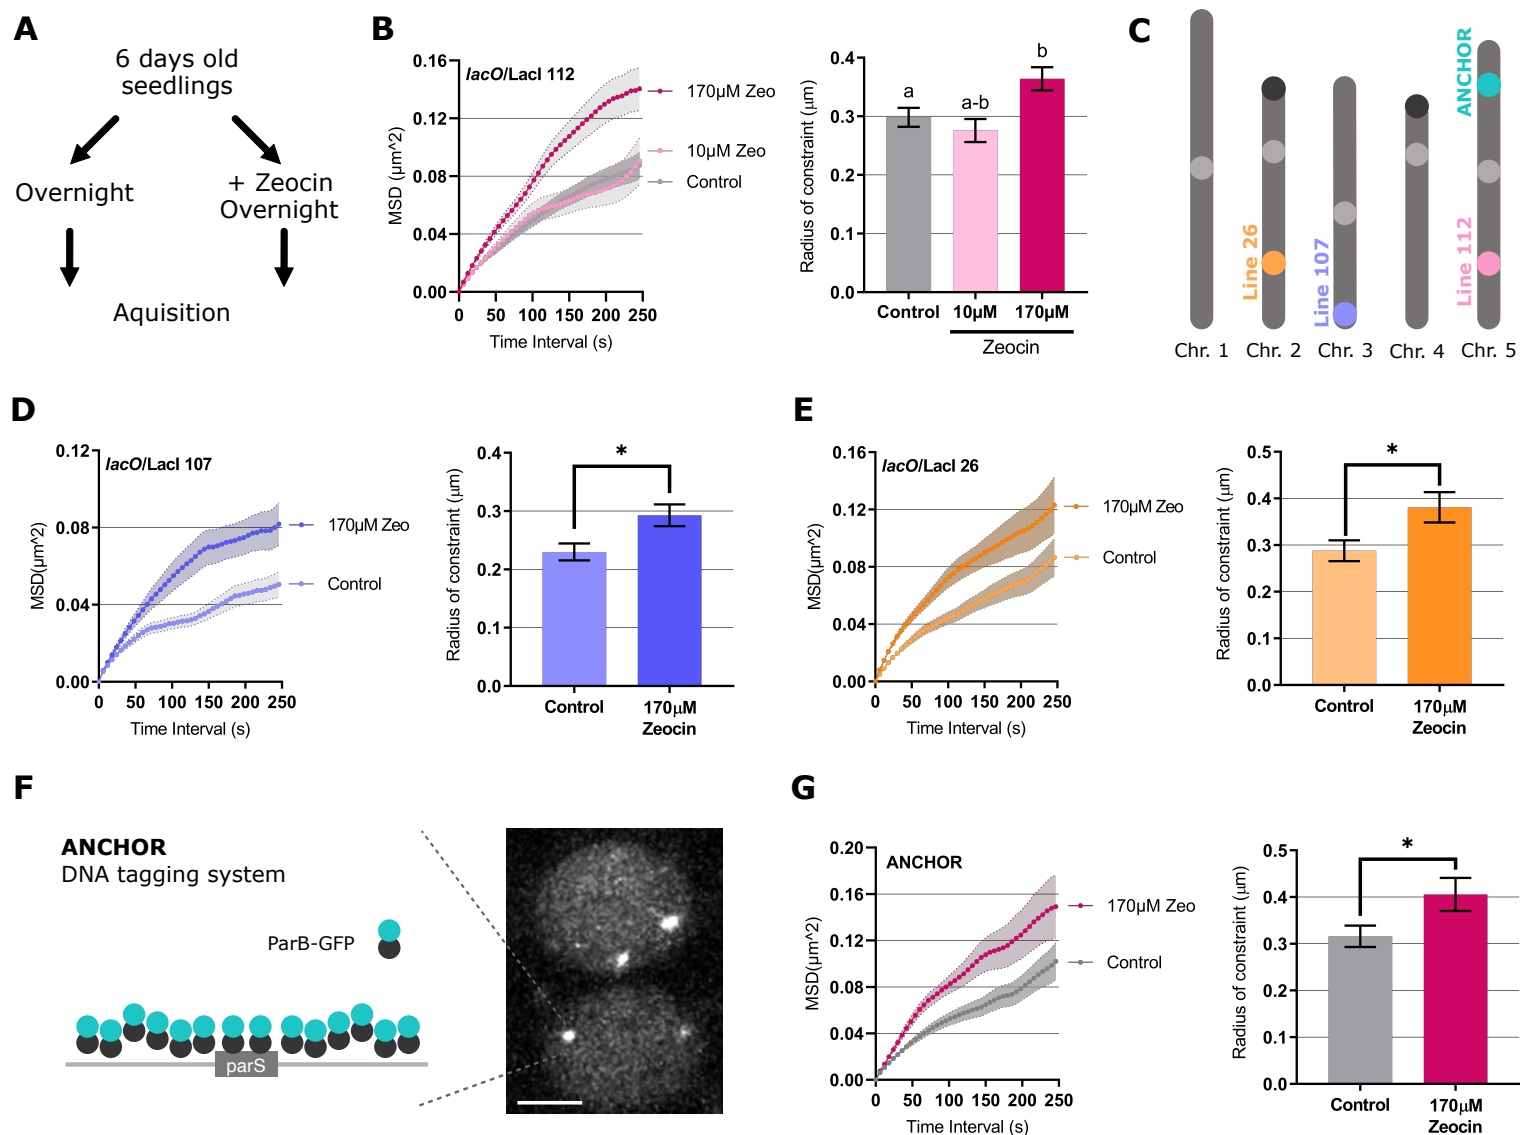 A
6 days old
seedlings
Overnight
+ Zeocin
Overnight
Aquisition
B
lacO/LacI 112
MSD (µm^2)
0.16
0.12
0.08
0.04
0.00
0 50 100 150 200 250
Time Interval (s)
170µM Zeo
10µM Zeo
Control
Radius of constraint (µm)
0.4
0.3
0.2
0.1
0.0
a
a-b
b
Control 10µM 170µM
Zeocin
C
Line 26
Line 107
ANCHOR
Line 112
Chr. 1
Chr. 2
Chr. 3
Chr. 4
Chr. 5
D
lacO/LacI 107
MSD(µm^2)
0.12
0.08
0.04
0.00
0 50 100 150 200 250
Time Interval (s)
170µM Zeo
Control
Radius of constraint (µm)
0.4
0.3
0.2
0.1
0.0
*
Control
170µM
Zeocin
E
lacO/LacI 26
MSD(µm^2)
0.16
0.12
0.08
0.04
0.00
0 50 100 150 200 250
Time Interval (s)
170µM Zeo
Control
Radius of constraint (µm)
0.5
0.4
0.3
0.2
0.1
0.0
*
Control
170µM
Zeocin
F
ANCHOR
DNA tagging system
ParB-GFP
parS
G
ANCHOR
MSD(µm^2)
0.20
0.16
0.12
0.08
0.04
0.00
0 50 100 150 200 250
Time Interval (s)
170µM Zeo
Control
Radius of constraint (µm)
0.5
0.4
0.3
0.2
0.1
0.0
*
Control
170µM
Zeocin